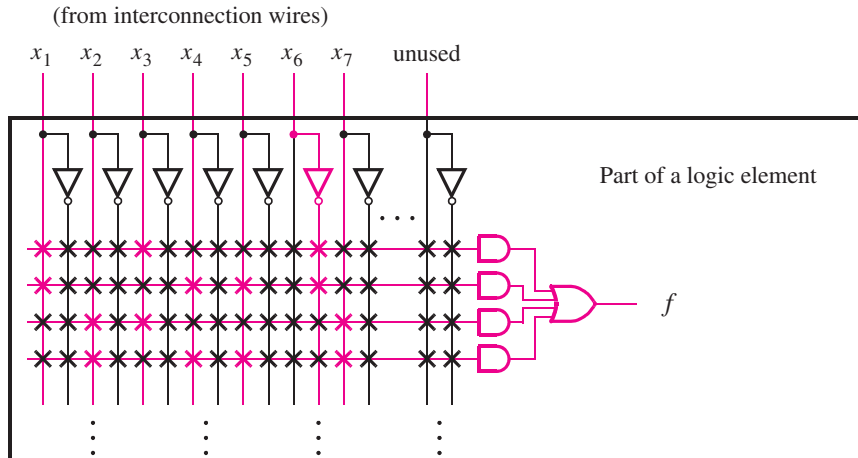 (from interconnection wires)
x₁ x₂ x₃ x₄ x₅ x₆ x₇ unused
Part of a logic element
. . .
f